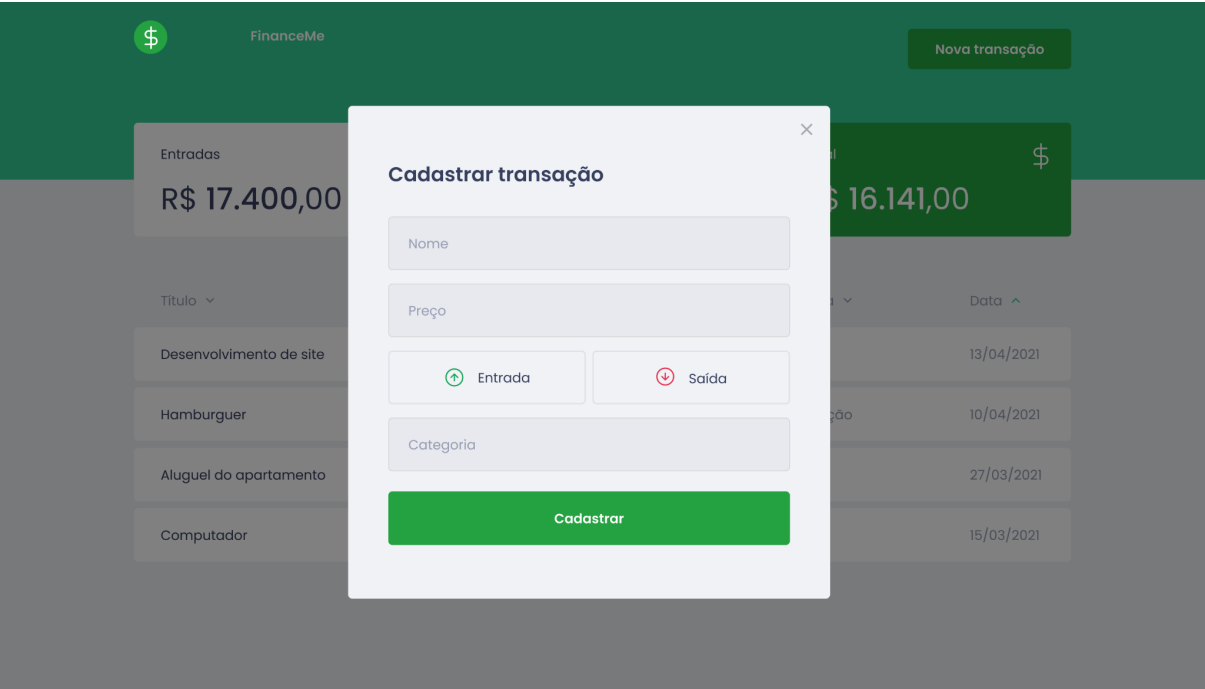 $
FinanceMe
Nova transação
Cadastrar transação
Nome
Preço
Entrada
Saída
Categoria
Cadastrar
Entradas
R$ 17.400,00
$
16.141,00
Título
Data
Desenvolvimento de site
13/04/2021
Hamburguer
10/04/2021
Aluguel do apartamento
27/03/2021
Computador
15/03/2021